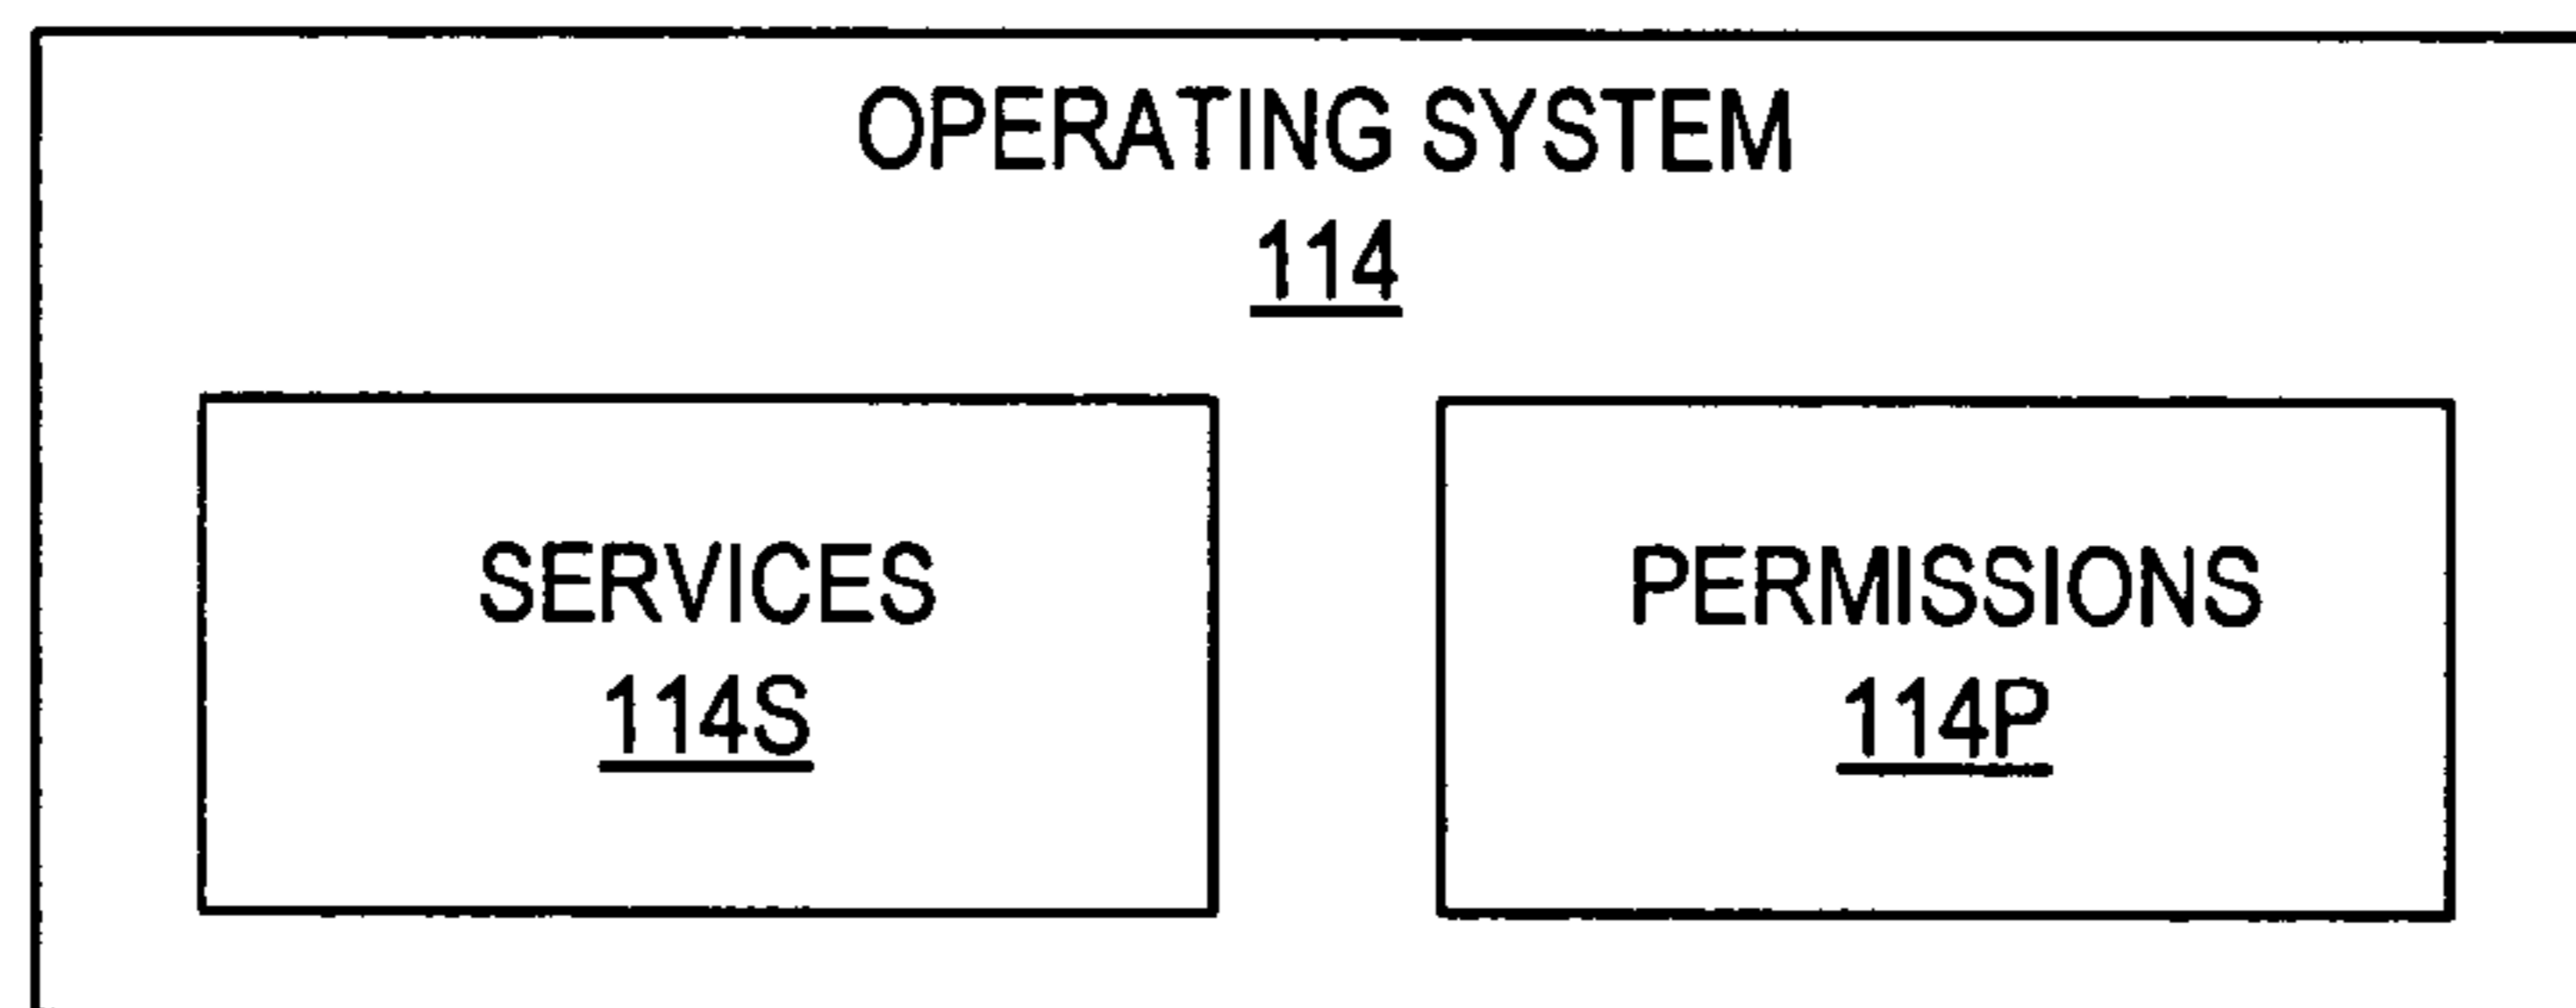 OPERATING SYSTEM
114
SERVICES
114S
PERMISSIONS
114P